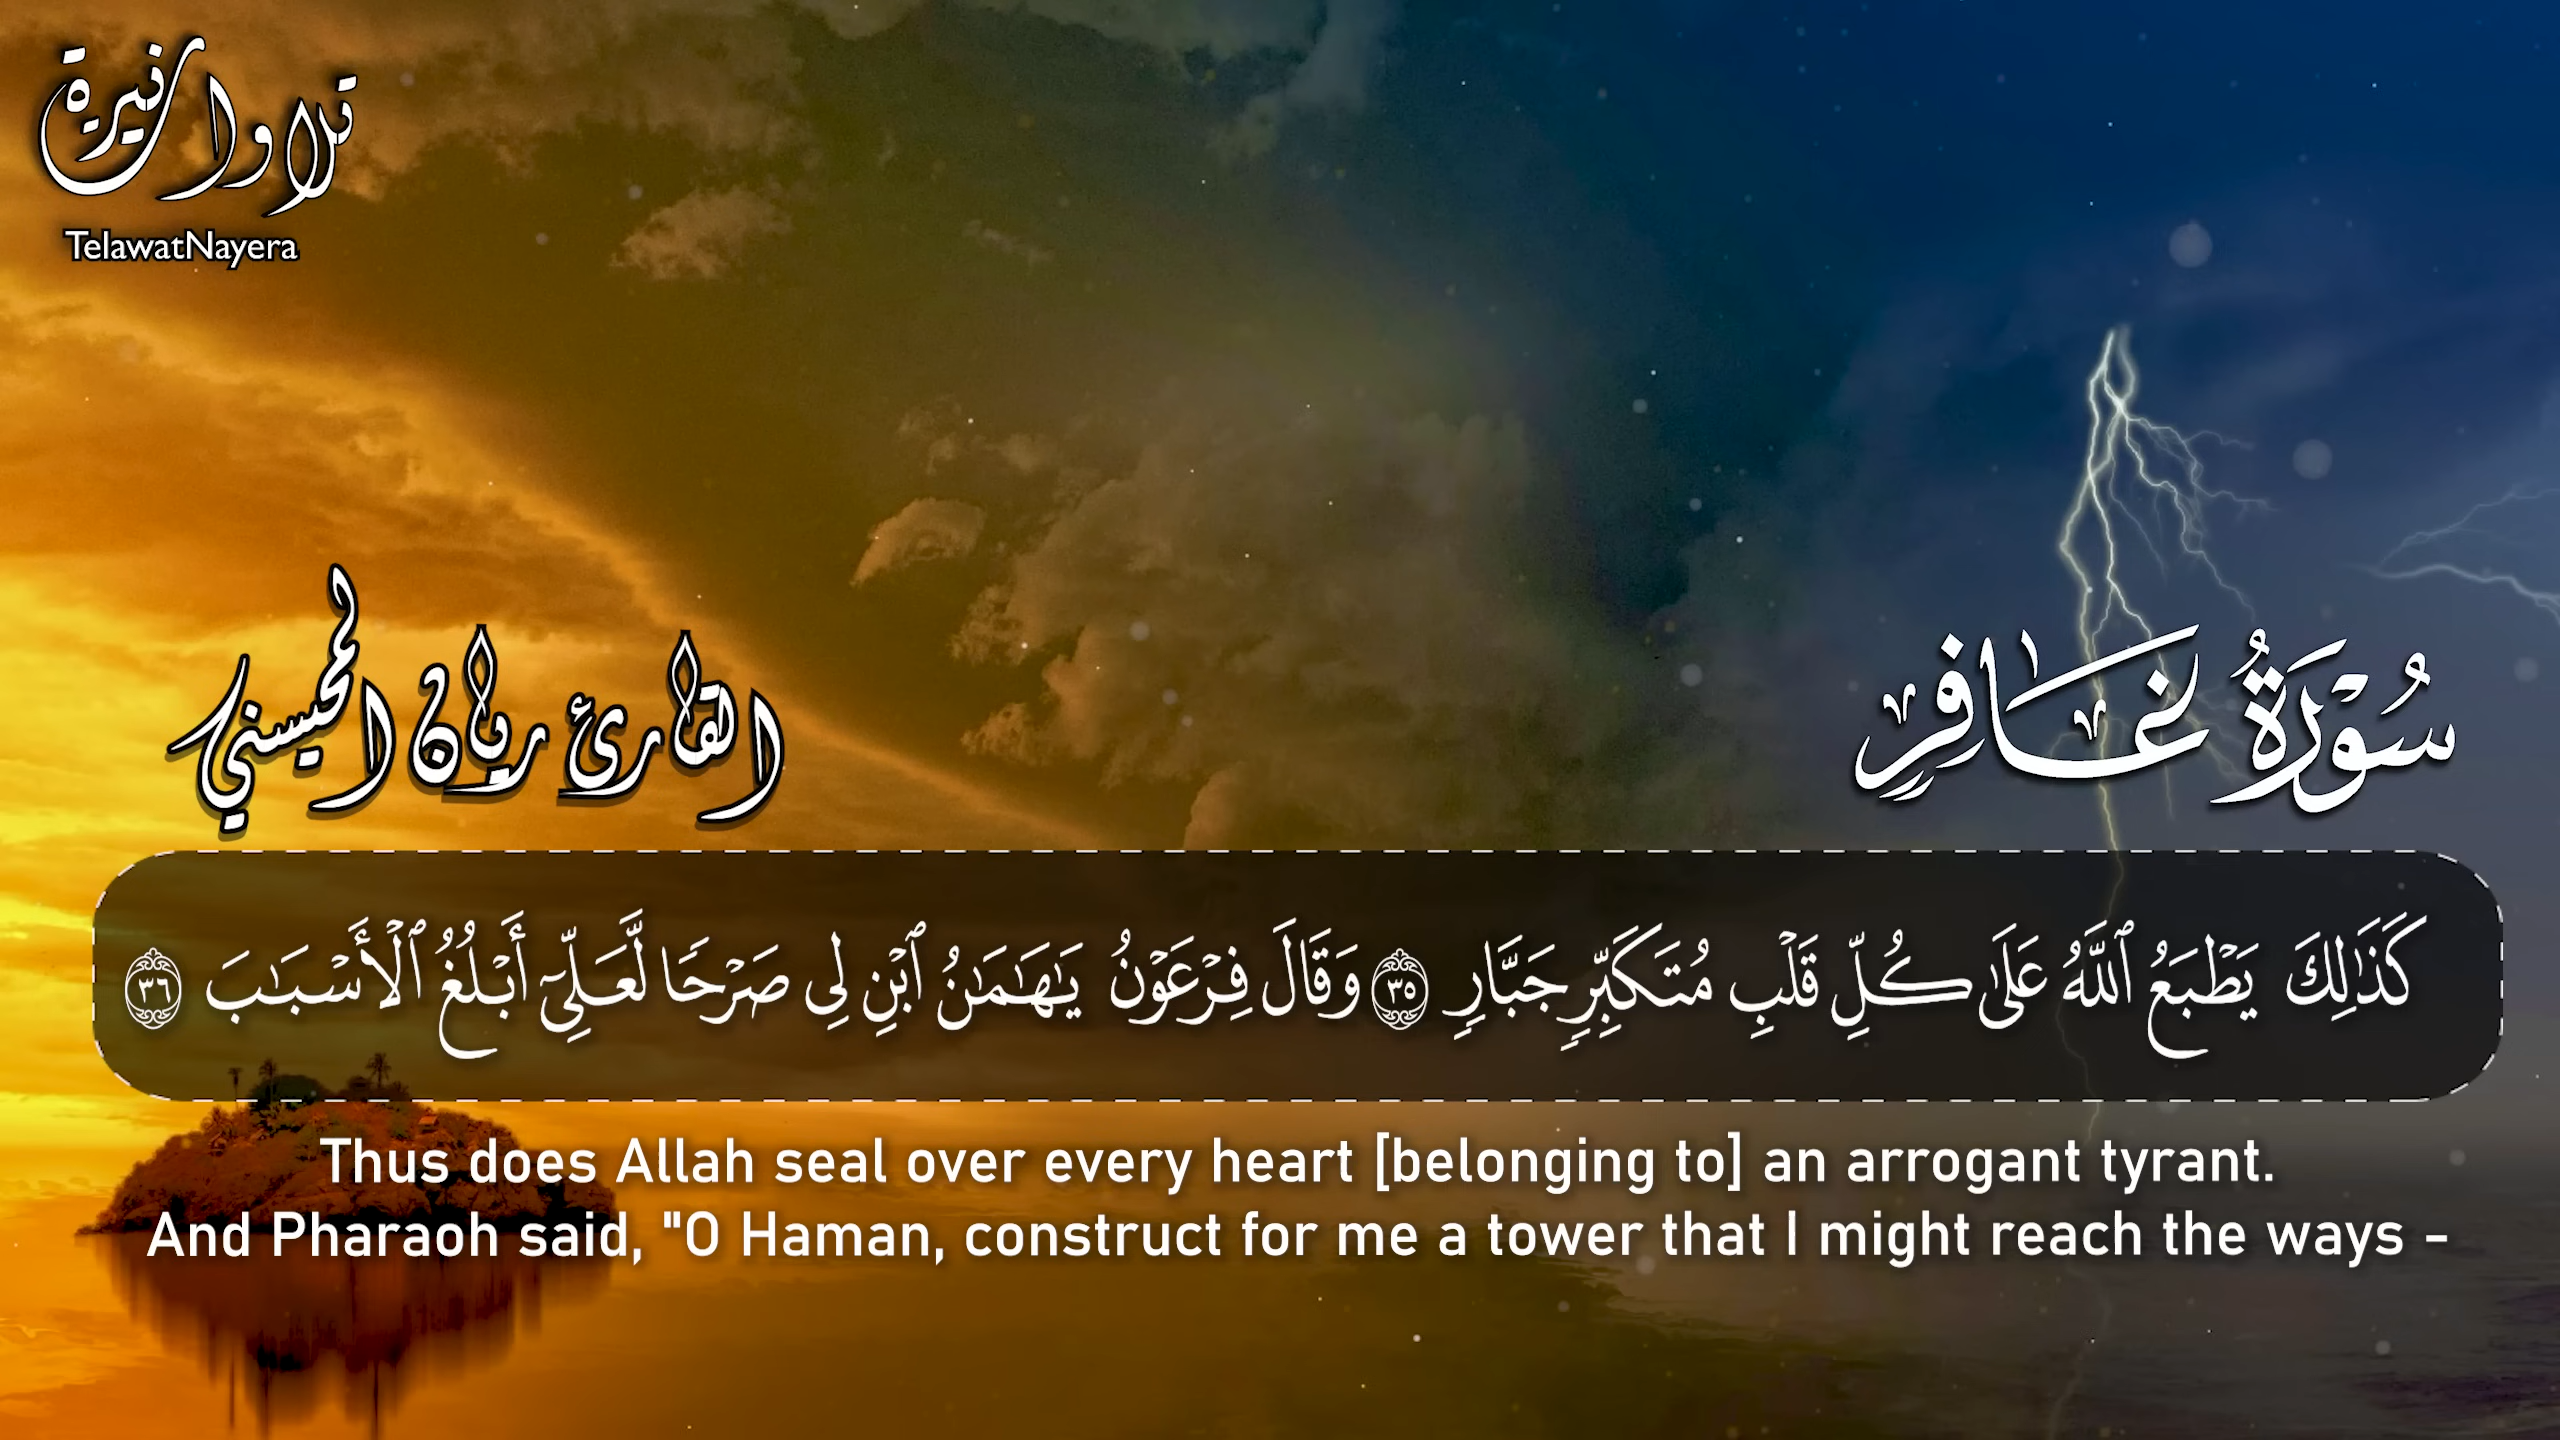 تلاوات نيرة
TelawatNayera
سُورَةُ غَافِرٍ
القارئ ريان المحيسني
كَذَٰلِكَ يَطْبَعُ ٱللَّهُ عَلَىٰ كُلِّ قَلْبِ مُتَكَبِّرٍ جَبَّارٍ ۝٣٥ وَقَالَ فِرْعَوْنُ يَٰهَٰمَٰنُ ٱبْنِ لِى صَرْحًا لَّعَلِّىٓ أَبْلُغُ ٱلْأَسْبَٰبَ ۝٣٦
Thus does Allah seal over every heart [belonging to] an arrogant tyrant.
And Pharaoh said, "O Haman, construct for me a tower that I might reach the ways -